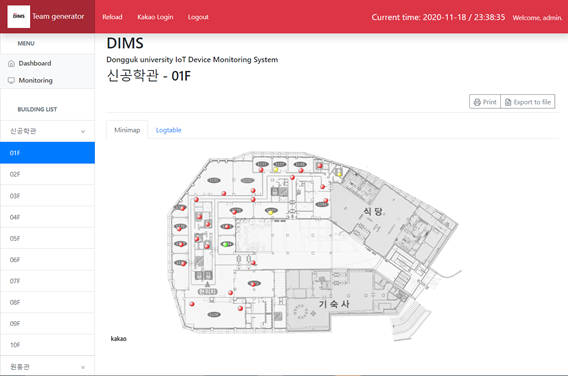 DIMS Team generator Reload Kakao Login Logout Current time: 2020-11-18 / 23:38:35 Welcome, admin.
MENU
Dashboard
Monitoring
BUILDING LIST
신공학관
01F
02F
03F
04F
05F
06F
07F
08F
09F
10F
원흥관
DIMS
Dongguk university IoT Device Monitoring System
신공학관 - 01F
Print Export to file
Minimap Logtable
식당
기숙사
kakao